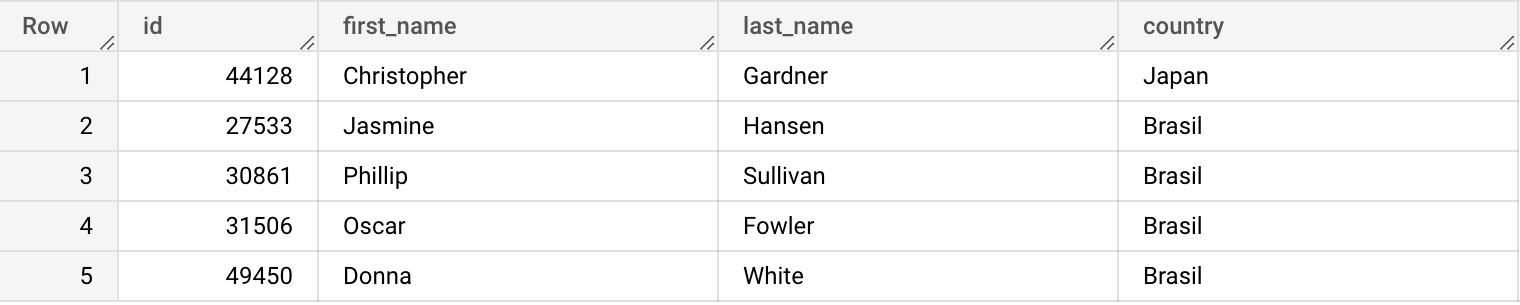 Row id first_name last_name country
1 44128 Christopher Gardner Japan
2 27533 Jasmine Hansen Brasil
3 30861 Phillip Sullivan Brasil
4 31506 Oscar Fowler Brasil
5 49450 Donna White Brasil